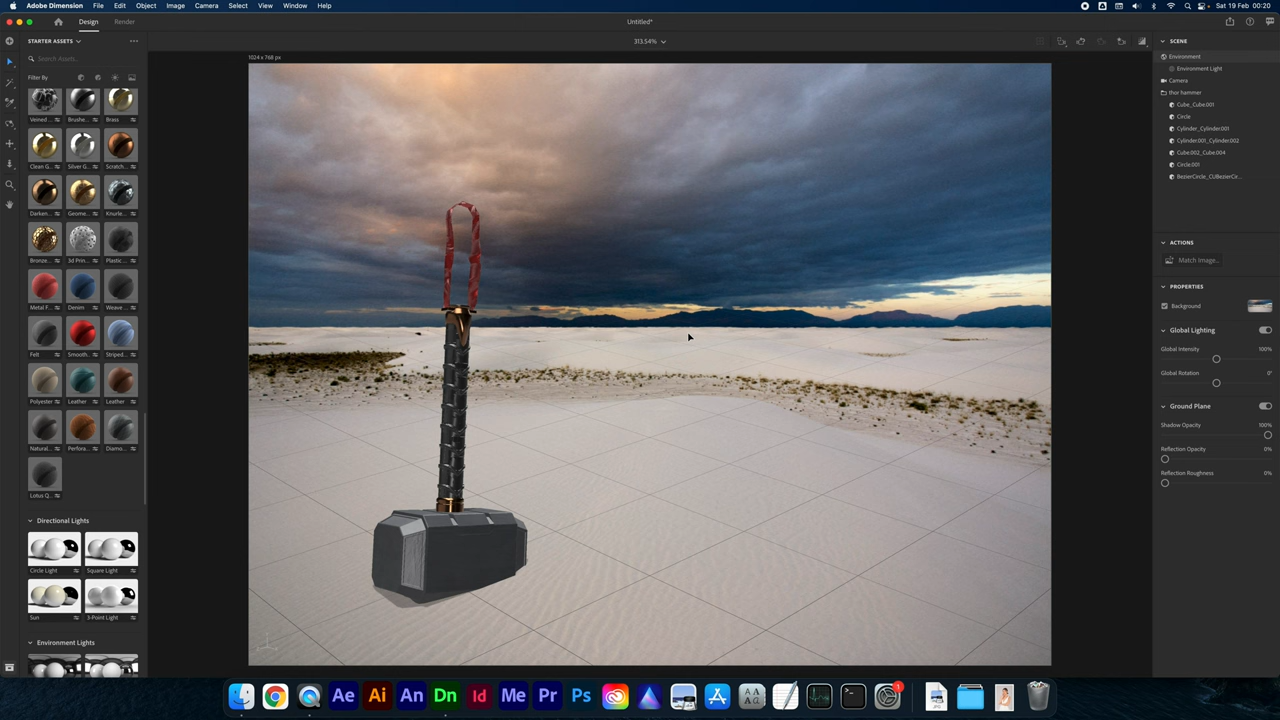 Adobe Dimension File Edit Object Image Camera Select View Window Help
Sat 19 Feb 00:20
Design Render
Untitled*
STARTER ASSETS
313.54%
Search Assets...
Filter By
1024 x 768 px
Veined ... Brushe... Brass
Clean G... Silver G... Scratch...
Darken... Geome... Knurle...
Bronze... 3d Prin... Plastic ...
Metal F... Denim Weave ...
Felt Smooth... Striped...
Polyester Leather Leather
Natural... Perfora... Diamo...
Lotus Q...
Directional Lights
Circle Light Square Light
Sun 3-Point Light
Environment Lights
SCENE
Environment
Environment Light
Camera
thor hammer
Cube_Cube.001
Circle
Cylinder_Cylinder.001
Cylinder.001_Cylinder.002
Cube.002_Cube.004
Circle.001
BezierCircle_CUBezierCir...
ACTIONS
Match Image...
PROPERTIES
Background
Global Lighting
Global Intensity 100%
Global Rotation 0°
Ground Plane
Shadow Opacity 100%
Reflection Opacity 0%
Reflection Roughness 0%
Ae Ai An Dn Id Me Pr Ps
1